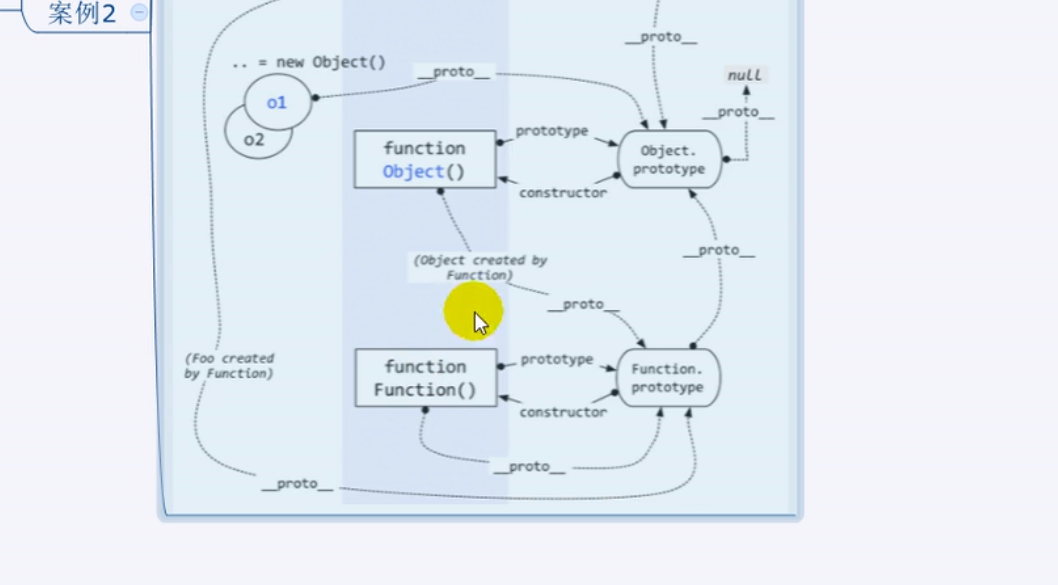 案例2
__proto__
.. = new Object()
__proto__
null
o1
__proto__
o2
function
Object()
prototype
Object.
prototype
constructor
(Object created by
Function)
__proto__
__proto__
(Foo created
by Function)
function
Function()
prototype
Function.
prototype
constructor
__proto__
__proto__